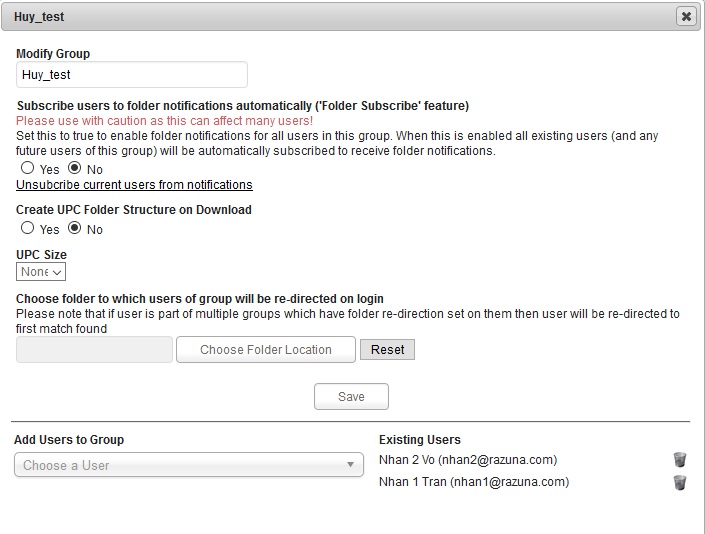 Huy_test
Modify Group
Huy_test
Subscribe users to folder notifications automatically ('Folder Subscribe' feature)
Please use with caution as this can affect many users!
Set this to true to enable folder notifications for all users in this group. When this is enabled all existing users (and any
future users of this group) will be automatically subscribed to receive folder notifications.
Yes No
Unsubcribe current users from notifications
Create UPC Folder Structure on Download
Yes No
UPC Size
None
Choose folder to which users of group will be re-directed on login
Please note that if user is part of multiple groups which have folder re-direction set on them then user will be re-directed to
first match found
Choose Folder Location Reset
Save
Add Users to Group
Choose a User
Existing Users
Nhan 2 Vo (nhan2@razuna.com)
Nhan 1 Tran (nhan1@razuna.com)